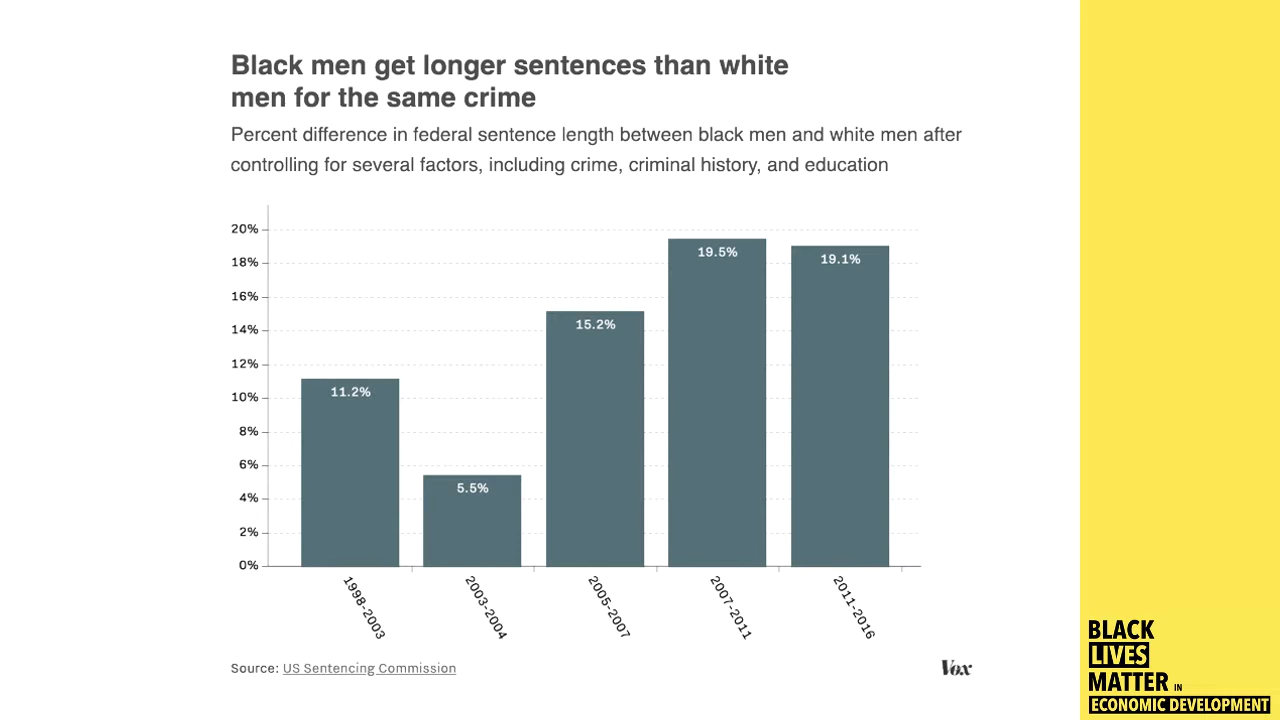 Black men get longer sentences than white
men for the same crime
Percent difference in federal sentence length between black men and white men after
controlling for several factors, including crime, criminal history, and education
20%
18%
16%
14%
12%
10%
8%
6%
4%
2%
0%
11.2%
5.5%
15.2%
19.5%
19.1%
1998-2003
2003-2004
2005-2007
2007-2011
2011-2016
Source: US Sentencing Commission
Vox
BLACK
LIVES
MATTER IN
ECONOMIC DEVELOPMENT